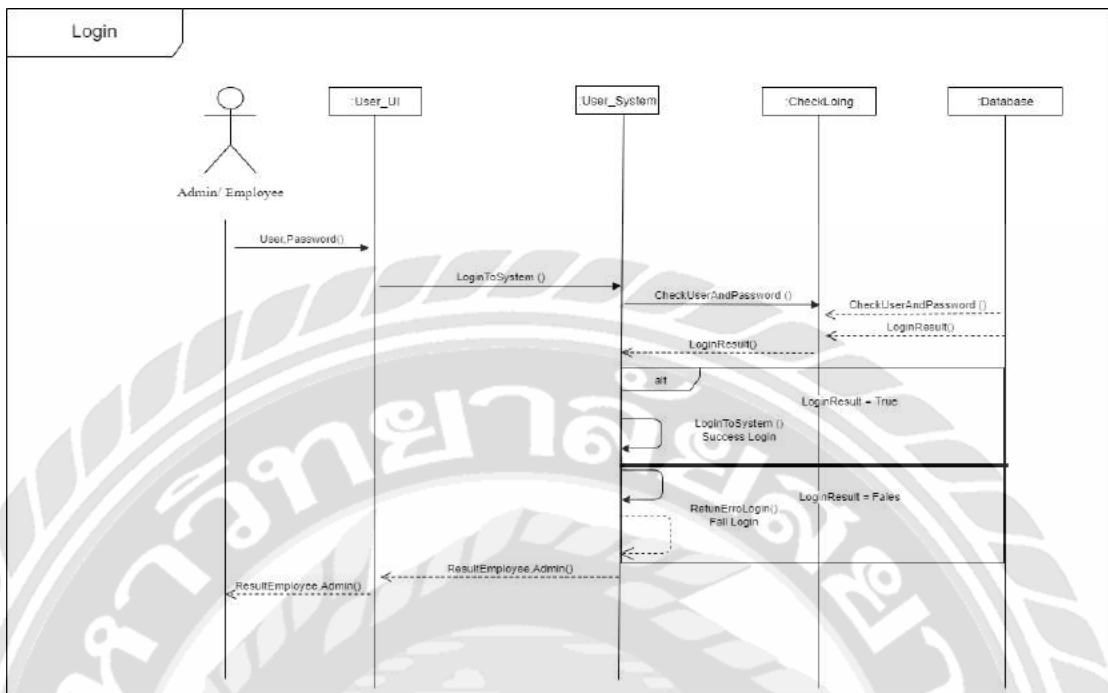 Login
:User_UI
:User_System
:CheckLoing
:Database
Admin/ Employee
User,Password()
LoginToSystem ()
CheckUserAndPassword ()
CheckUserAndPassword ()
LoginResult()
LoginResult()
alt
LoginResult = True
LoginToSystem ()
Success Login
LoginResult = Fales
RetunErroLogin()
Fail Login
ResultEmployee,Admin()
ResultEmployee,Admin()